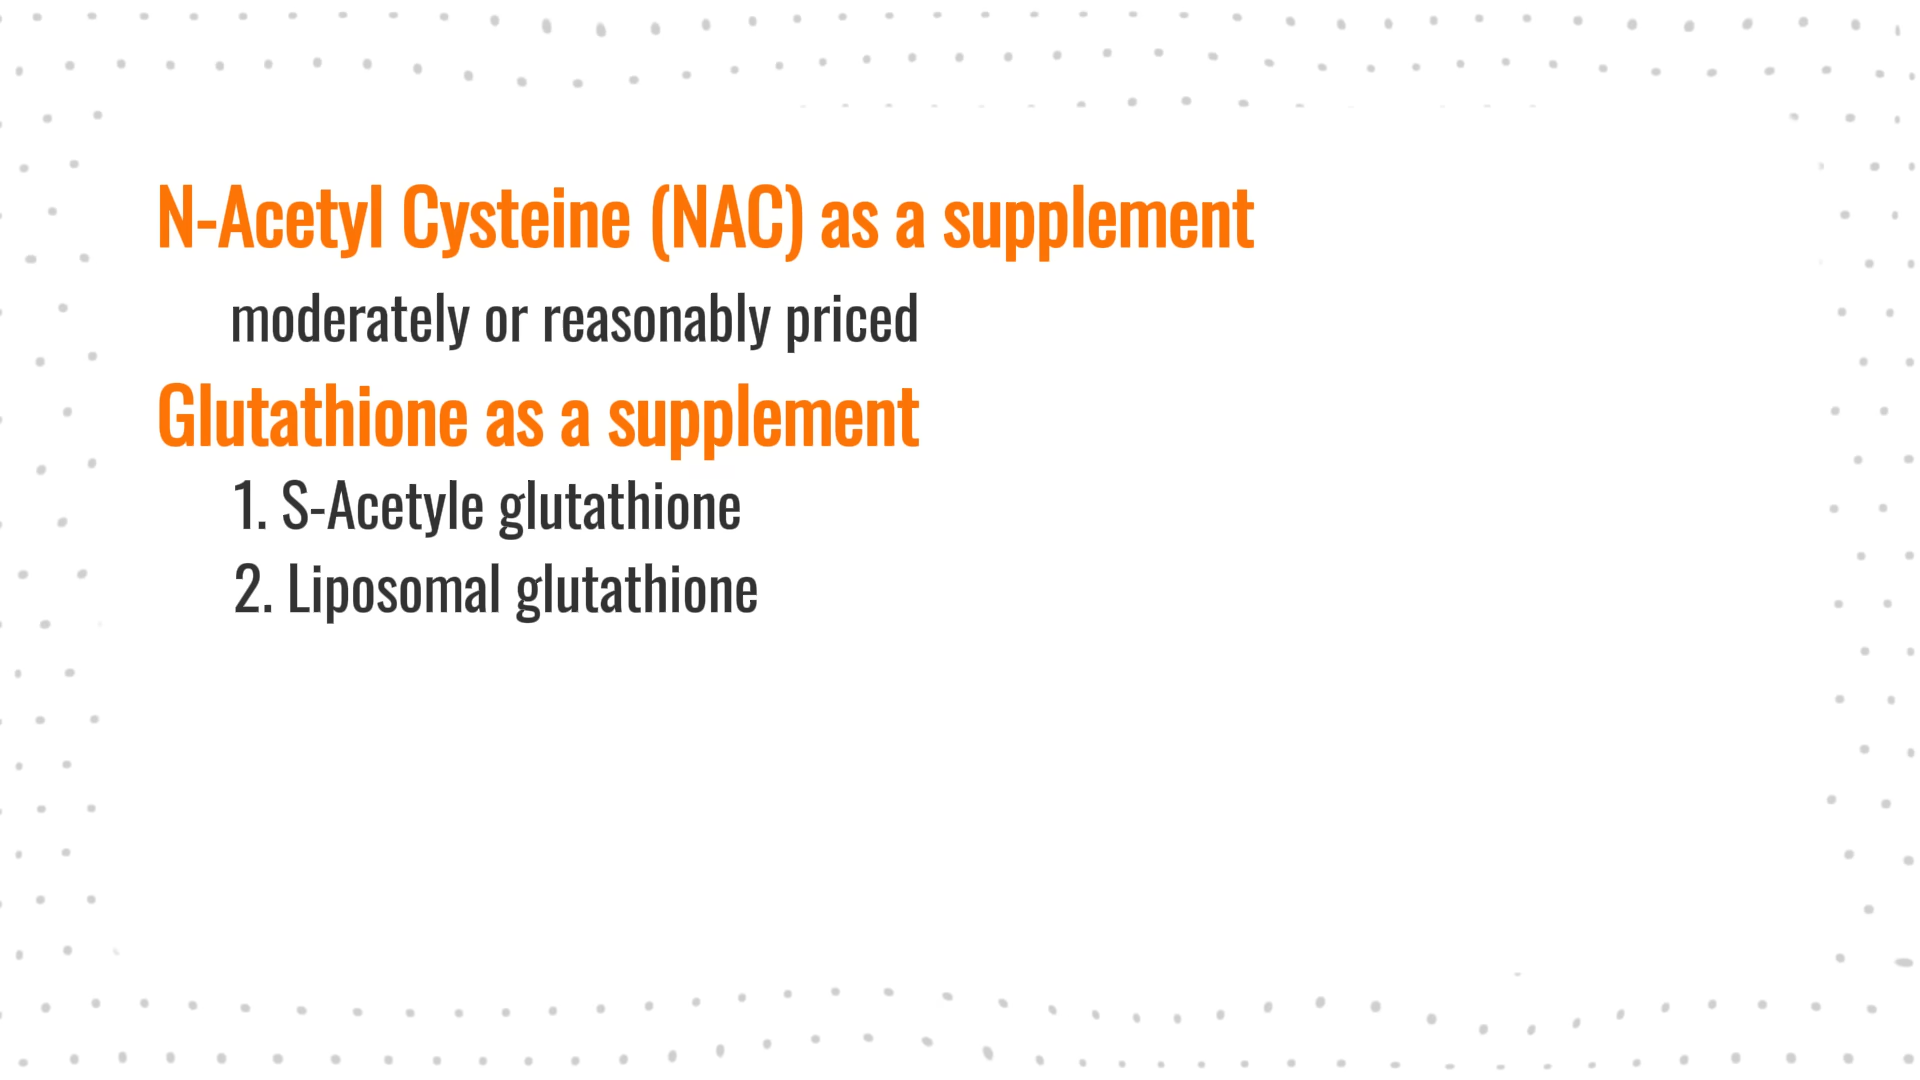 N-Acetyl Cysteine (NAC) as a supplement
moderately or reasonably priced
Glutathione as a supplement
1. S-Acetyle glutathione
2. Liposomal glutathione